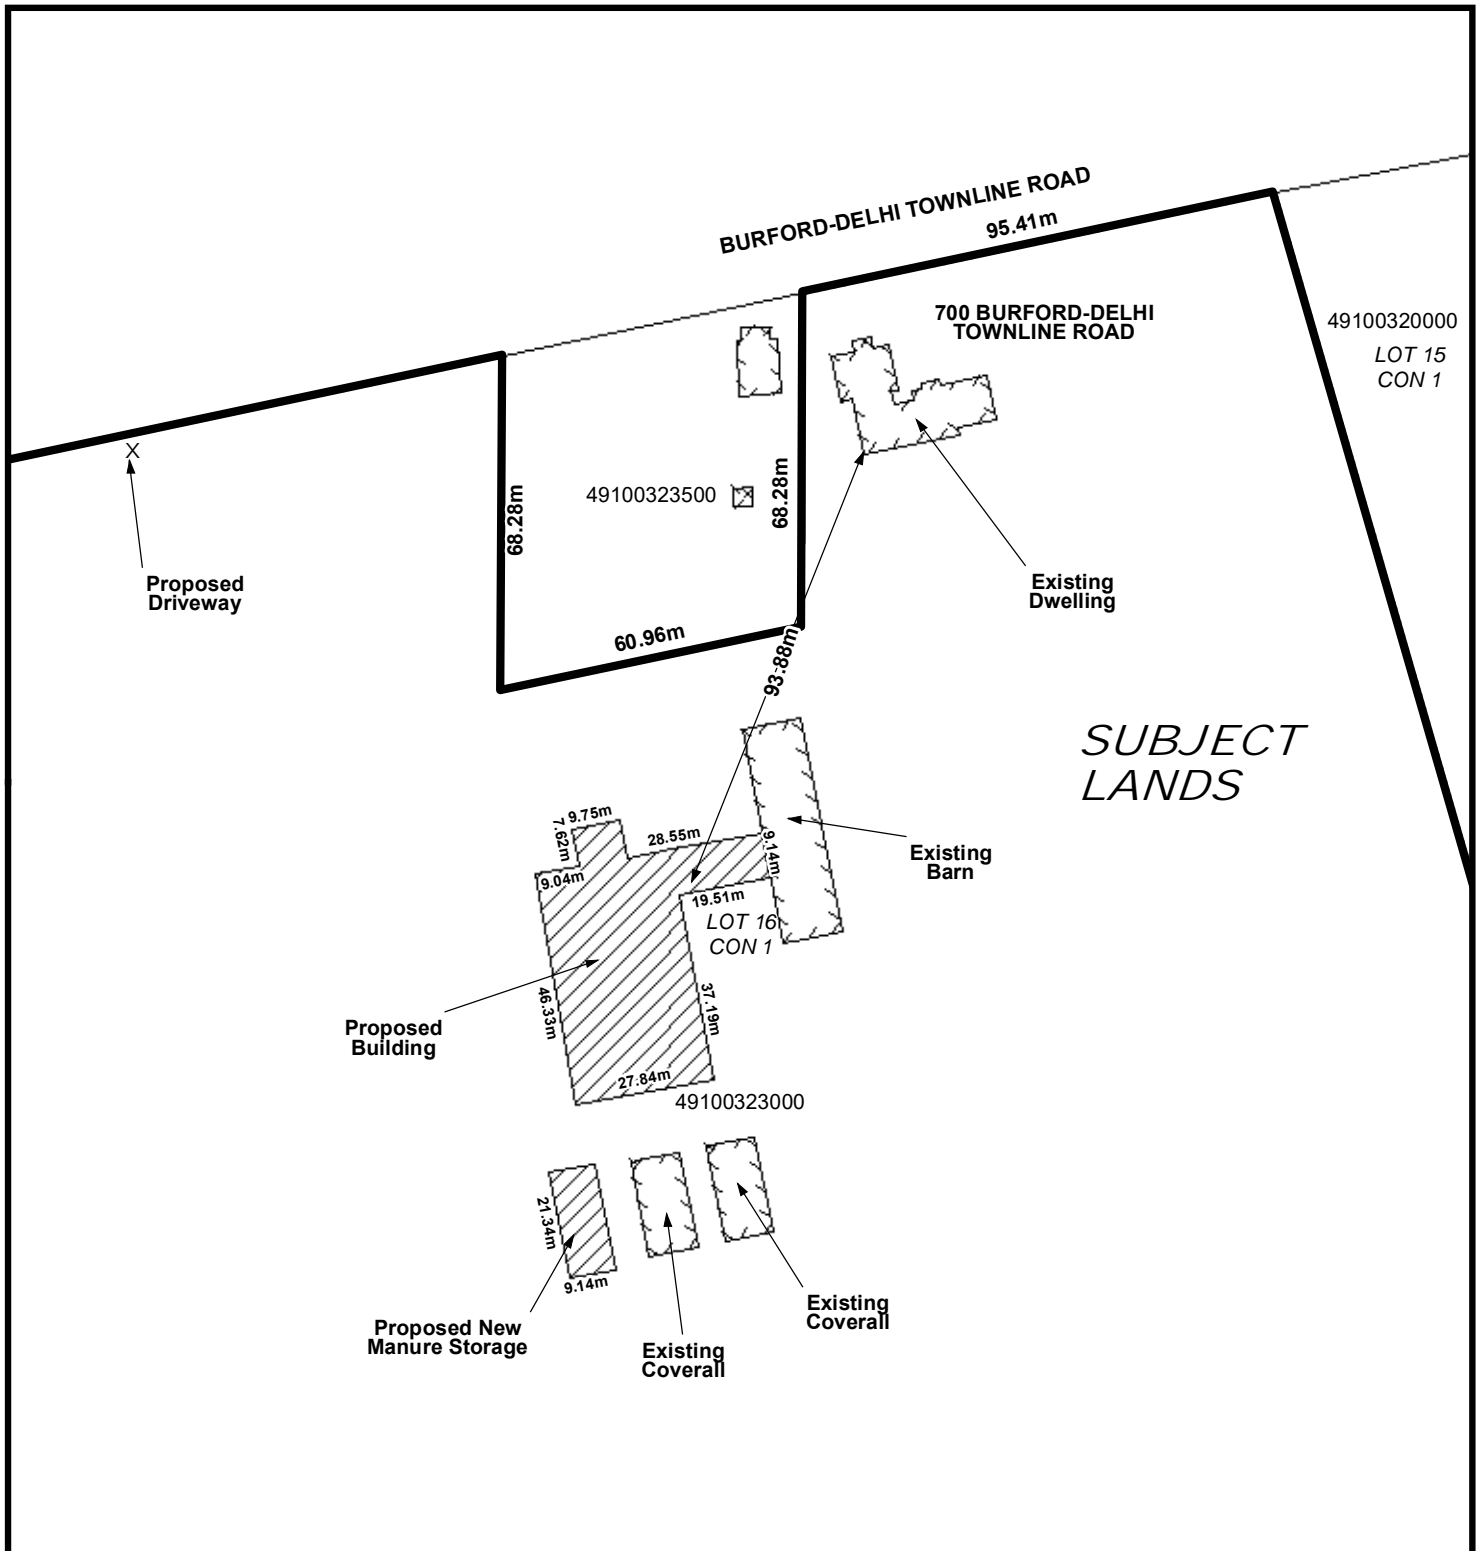 BURFORD-DELHI TOWNLINE ROAD
95.41m
700 BURFORD-DELHI
TOWNLINE ROAD
49100320000
LOT 15
CON 1
X
49100323500
68.28m
68.28m
Proposed
Driveway
Existing
Dwelling
60.96m
93.88m
SUBJECT
LANDS
9.75m
7.62m
28.55m
9.14m
9.04m
19.51m
Existing
Barn
LOT 16
CON 1
46.33m
37.19m
Proposed
Building
27.84m
49100323000
21.34m
9.14m
Proposed New
Manure Storage
Existing
Coverall
Existing
Coverall